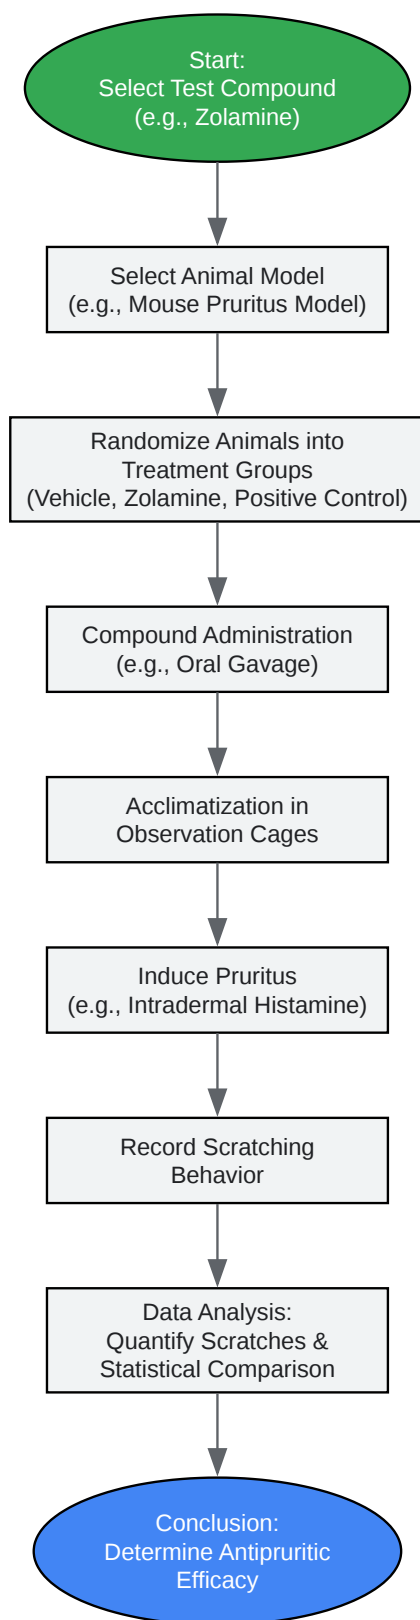 Start:
Select Test Compound
(e.g., Zolamine)
Select Animal Model
(e.g., Mouse Pruritus Model)
Randomize Animals into
Treatment Groups
(Vehicle, Zolamine, Positive Control)
Compound Administration
(e.g., Oral Gavage)
Acclimatization in
Observation Cages
Induce Pruritus
(e.g., Intradermal Histamine)
Record Scratching
Behavior
Data Analysis:
Quantify Scratches &
Statistical Comparison
Conclusion:
Determine Antipruritic
Efficacy